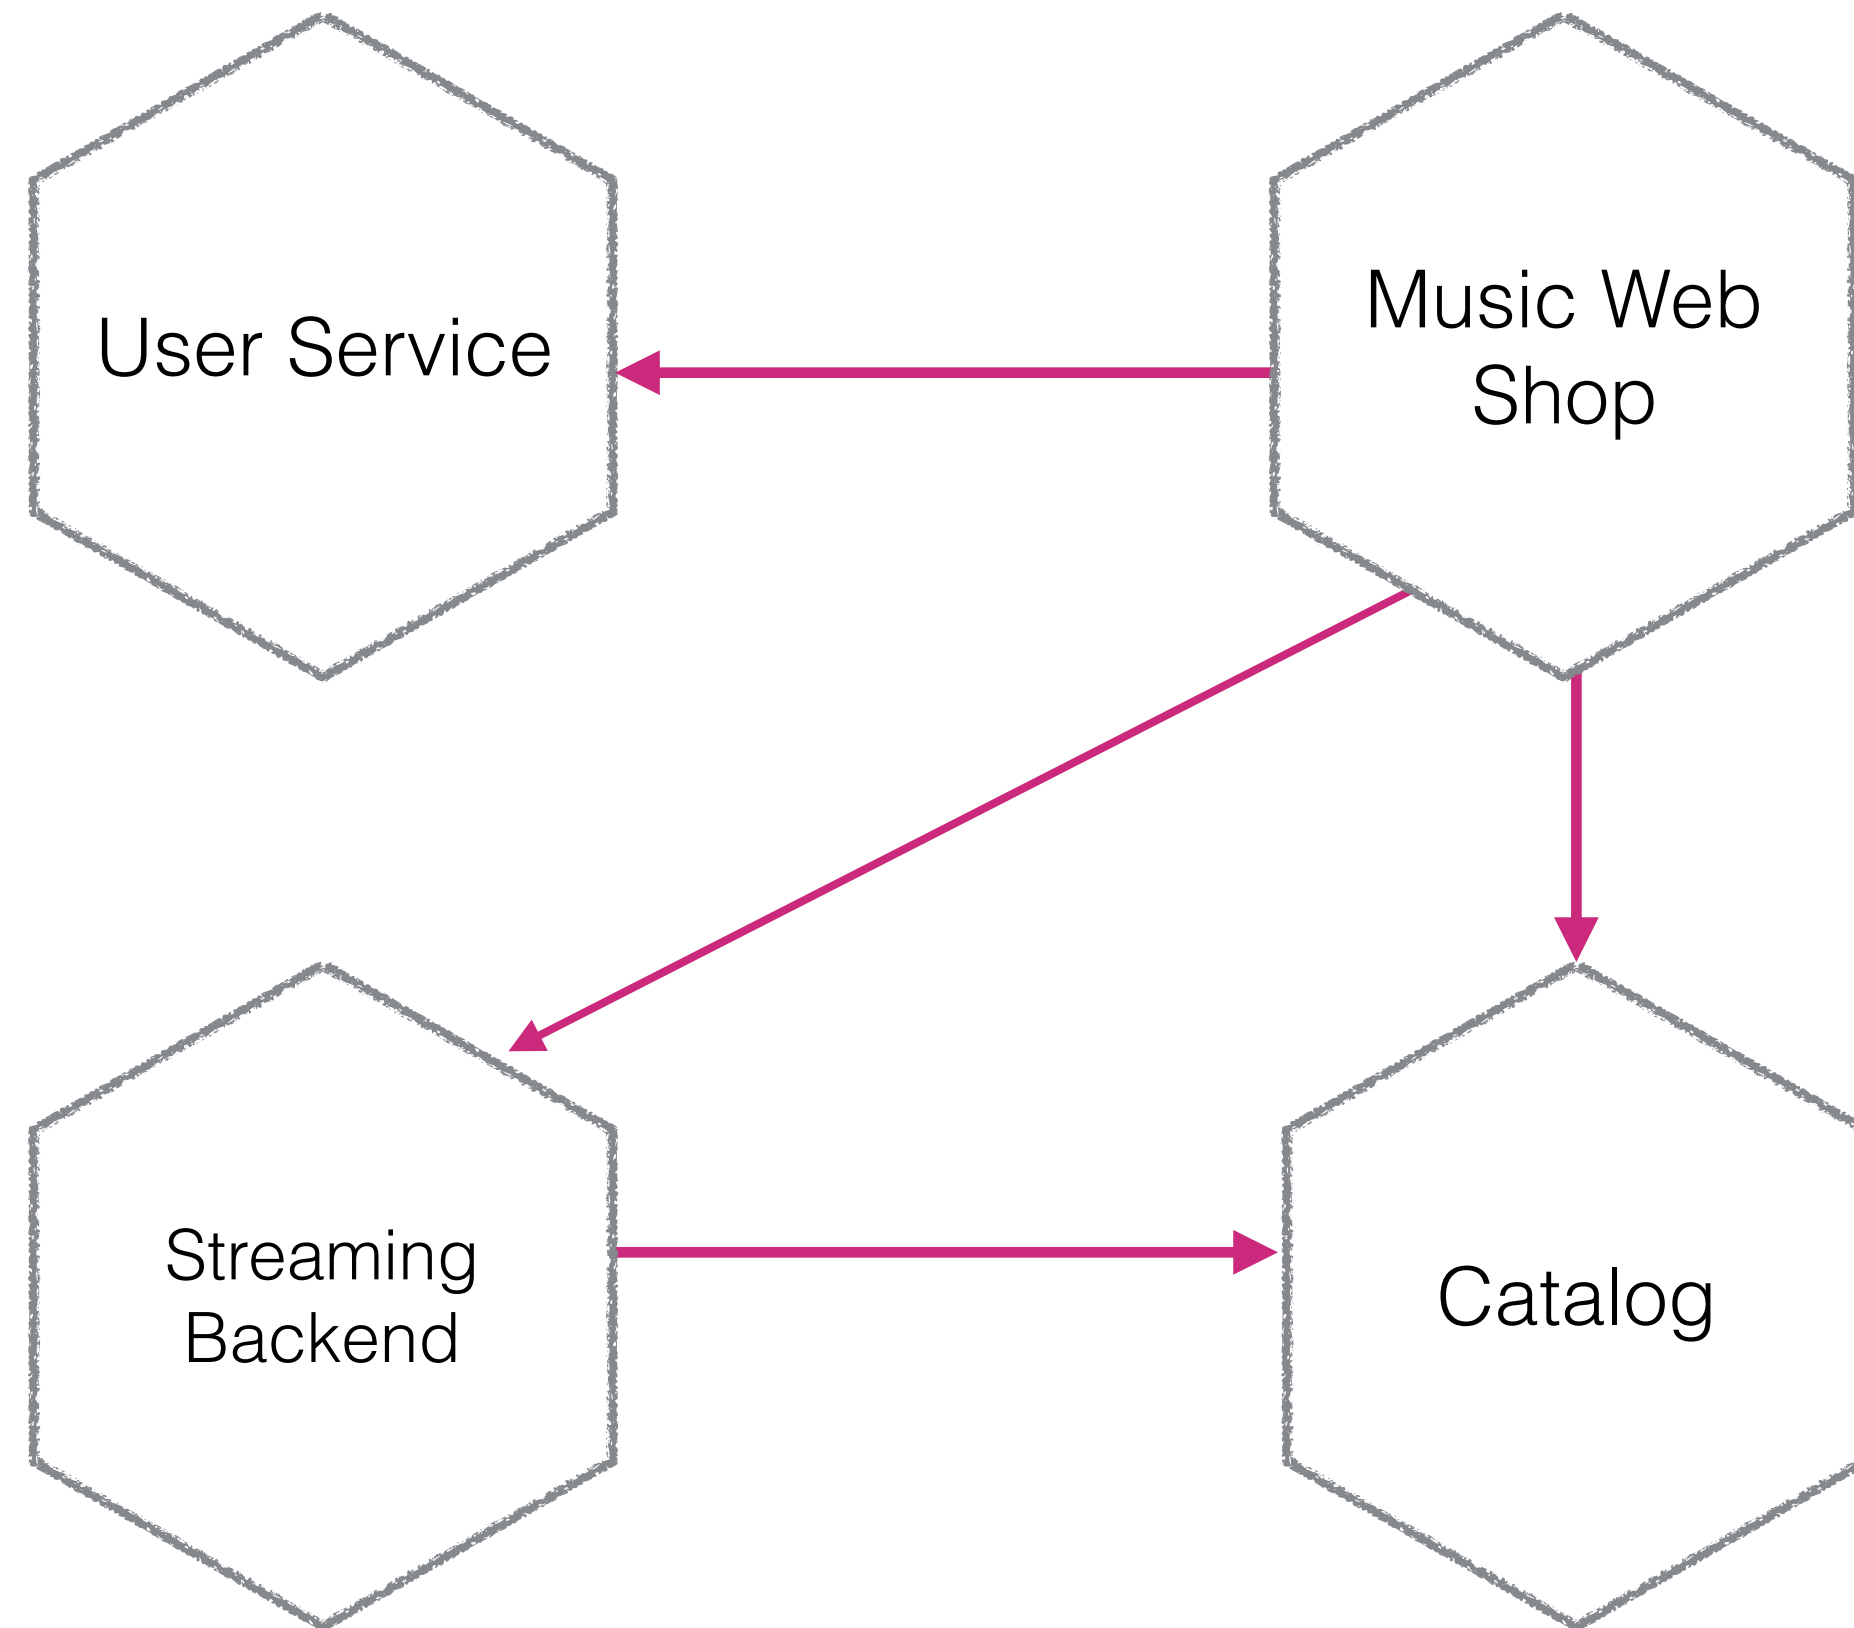 User Service
Music Web
Shop
Streaming
Backend
Catalog